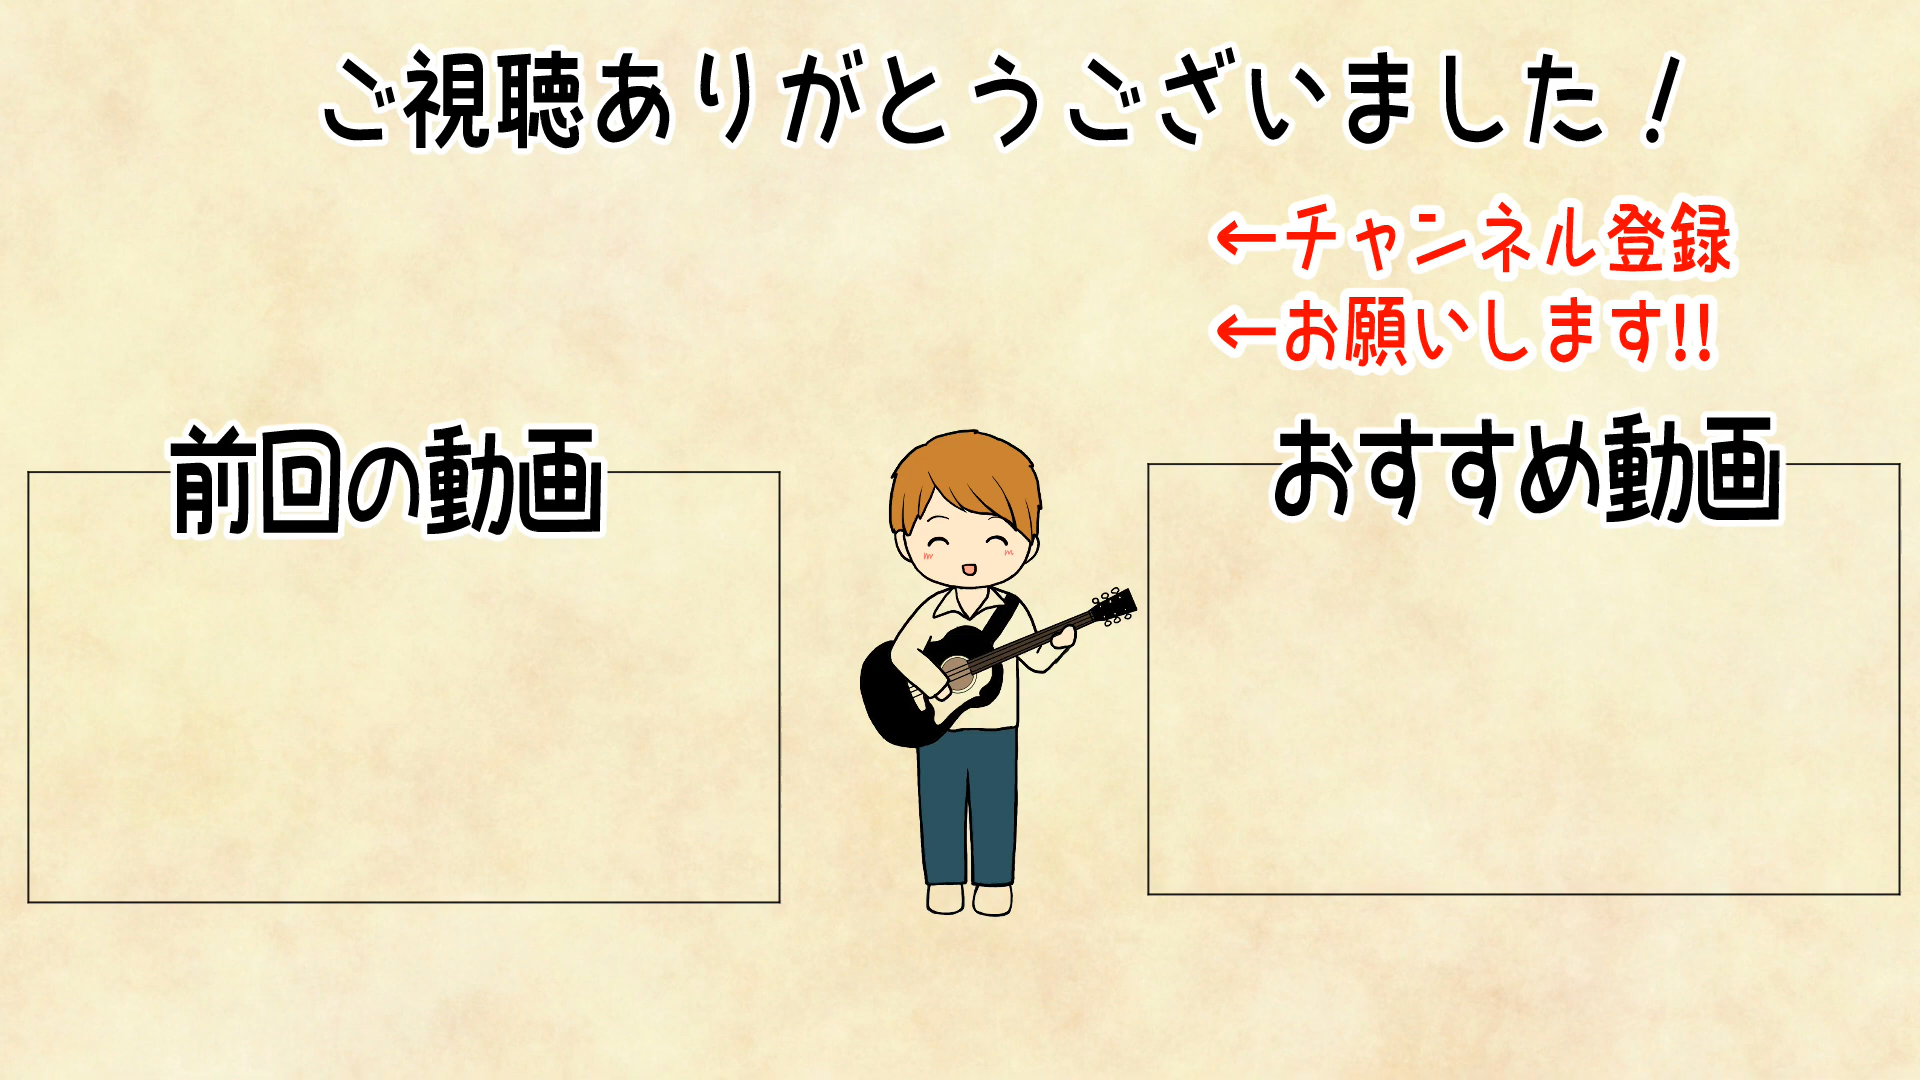 ご視聴ありがとうございました!
←チャンネル登録
←お願いします!!
前回の動画
おすすめ動画